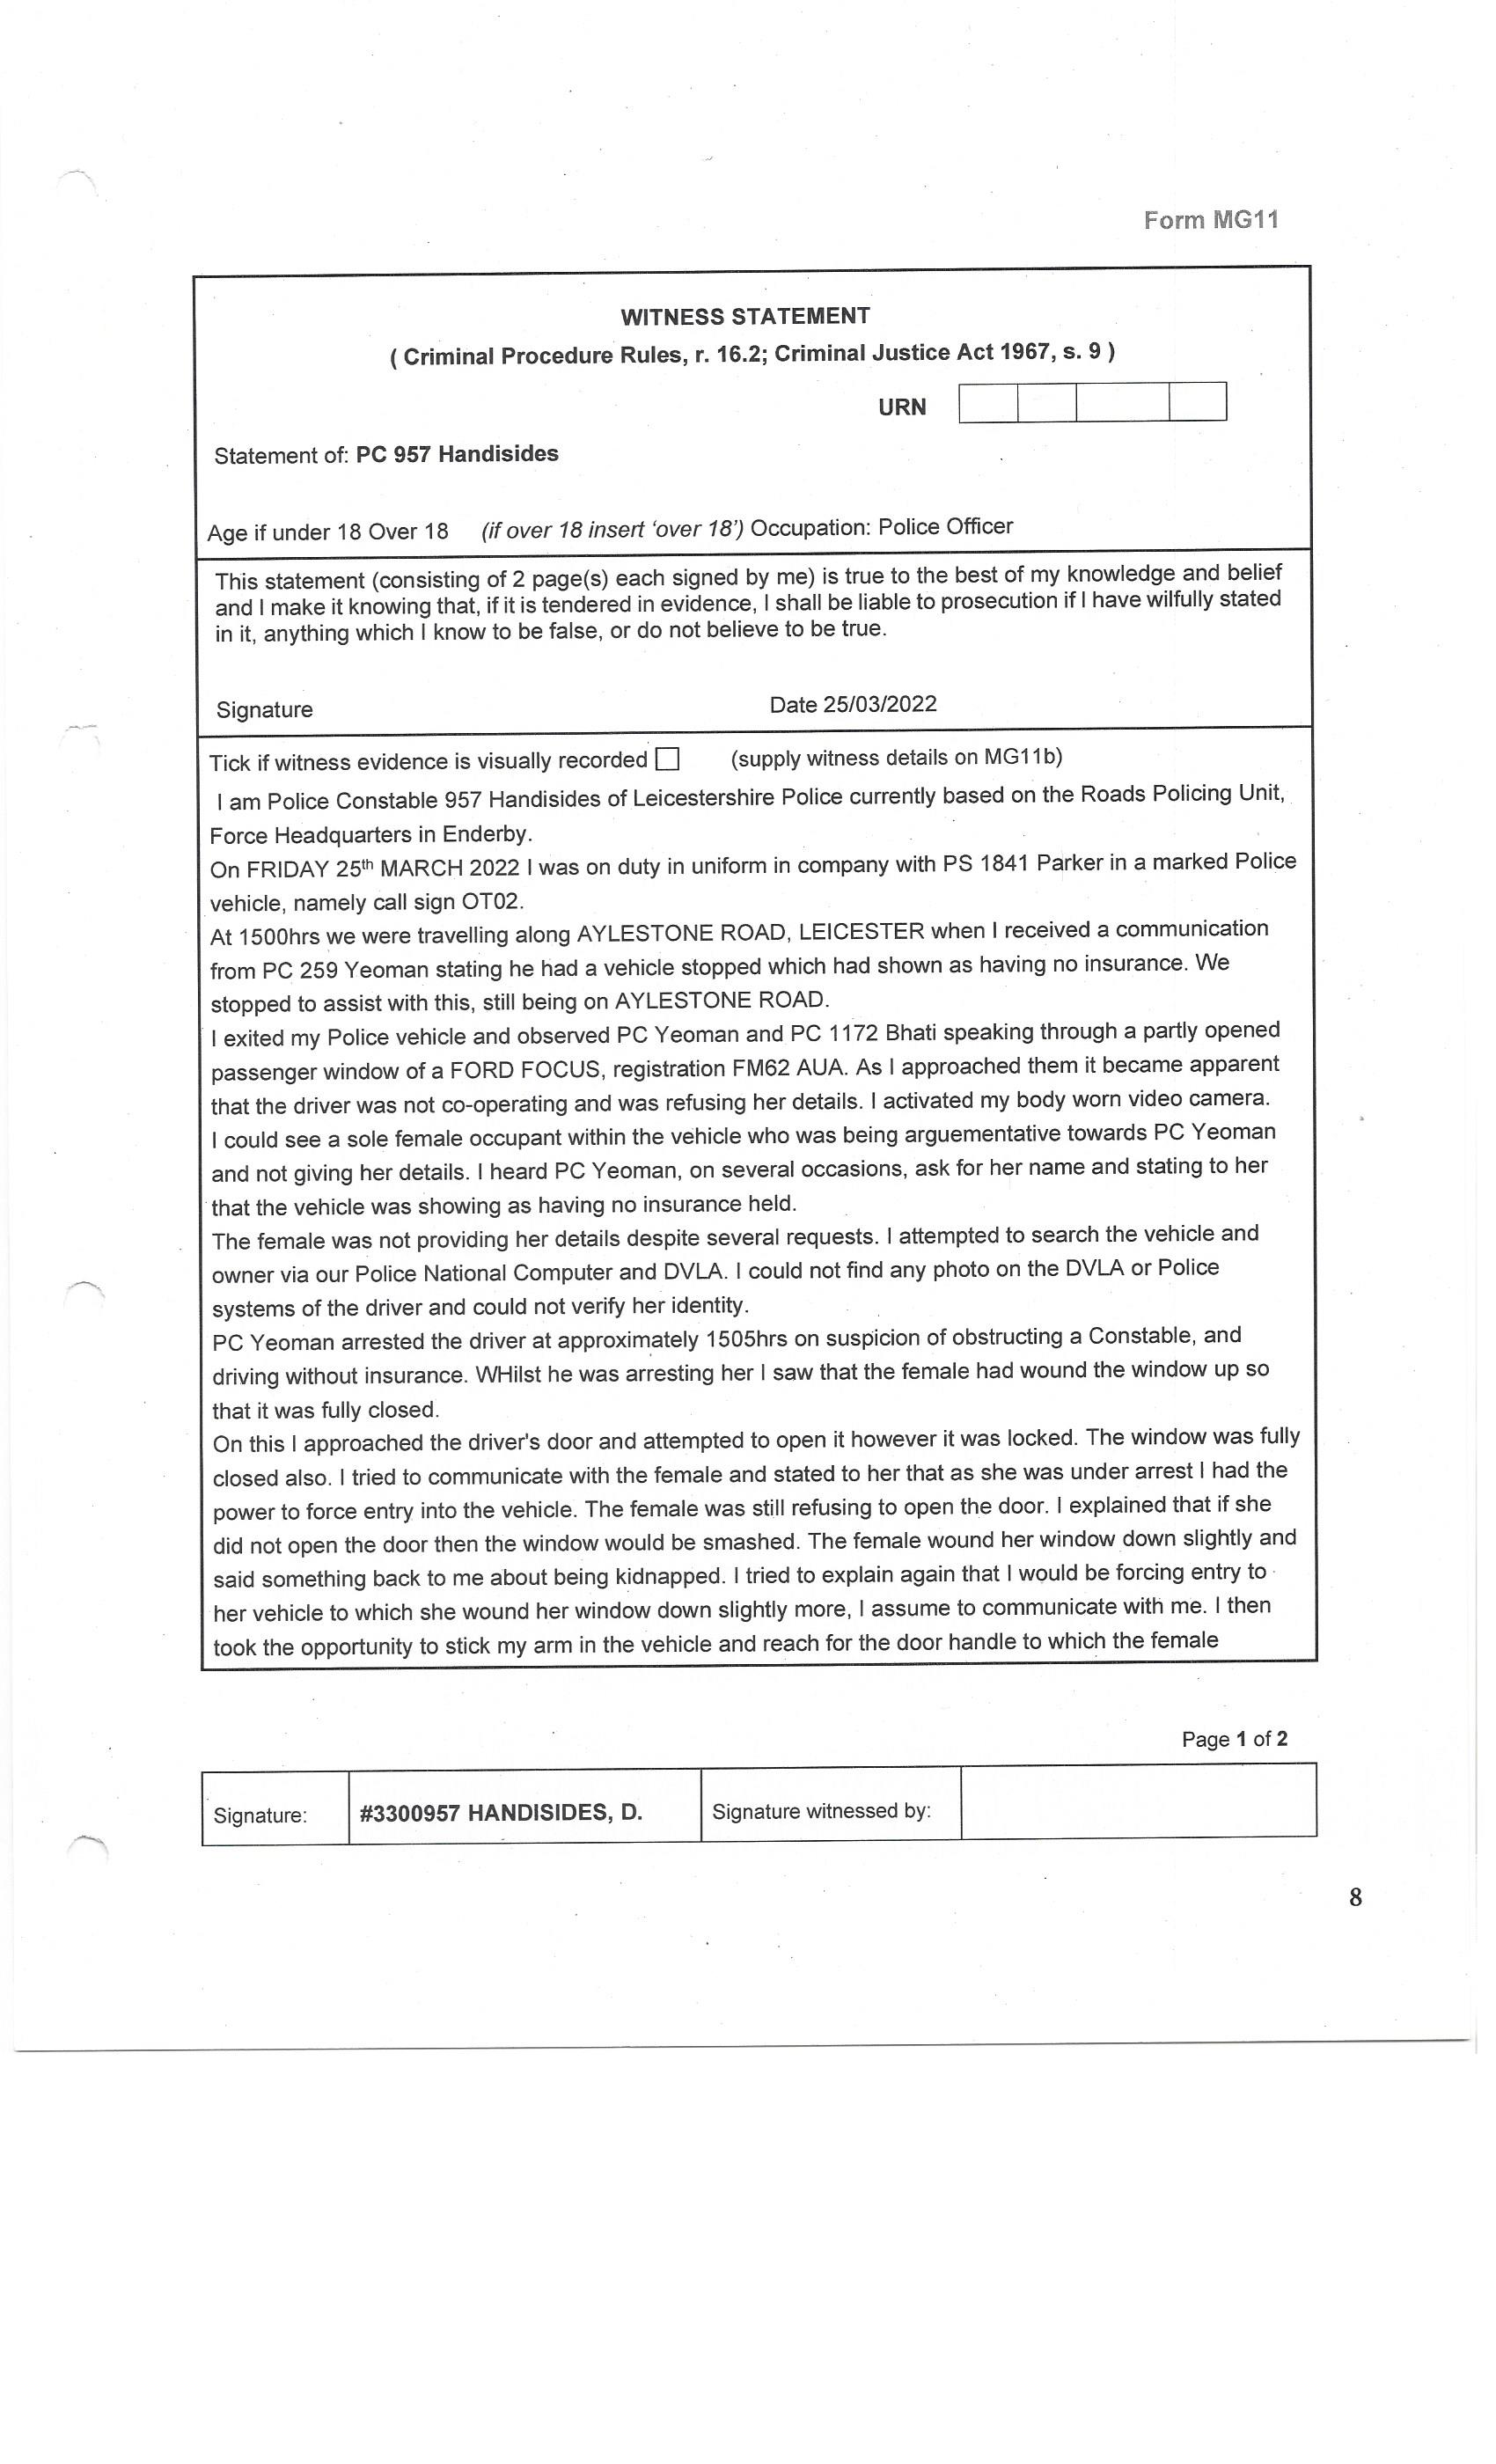 Form MG11
WITNESS STATEMENT
( Criminal Procedure Rules, r. 16.2; Criminal Justice Act 1967, s. 9 )
URN
Statement of: PC 957 Handisides
Age if under 18 Over 18 (if over 18 insert ‘over 18’) Occupation: Police Officer
This statement (consisting of 2 page(s) each signed by me) is true to the best of my knowledge and belief
and I make it knowing that, if it is tendered in evidence, I shall be liable to prosecution if I have wilfully stated
in it, anything which I know to be false, or do not believe to be true.
Signature Date 25/03/2022
Tick if witness evidence is visually recorded (supply witness details on MG11b)
I am Police Constable 957 Handisides of Leicestershire Police currently based on the Roads Policing Unit,
Force Headquarters in Enderby.
On FRIDAY 25th MARCH 2022 I was on duty in uniform in company with PS 1841 Parker in a marked Police
vehicle, namely call sign OT02.
At 1500hrs we were travelling along AYLESTONE ROAD, LEICESTER when I received a communication
from PC 259 Yeoman stating he had a vehicle stopped which had shown as having no insurance. We
stopped to assist with this, still being on AYLESTONE ROAD.
I exited my Police vehicle and observed PC Yeoman and PC 1172 Bhati speaking through a partly opened
passenger window of a FORD FOCUS, registration FM62 AUA. As I approached them it became apparent
that the driver was not co-operating and was refusing her details. I activated my body worn video camera.
I could see a sole female occupant within the vehicle who was being arguementative towards PC Yeoman
and not giving her details. I heard PC Yeoman, on several occasions, ask for her name and stating to her
that the vehicle was showing as having no insurance held.
The female was not providing her details despite several requests. I attempted to search the vehicle and
owner via our Police National Computer and DVLA. I could not find any photo on the DVLA or Police
systems of the driver and could not verify her identity.
PC Yeoman arrested the driver at approximately 1505hrs on suspicion of obstructing a Constable, and
driving without insurance. WHilst he was arresting her I saw that the female had wound the window up so
that it was fully closed.
On this I approached the driver's door and attempted to open it however it was locked. The window was fully
closed also. I tried to communicate with the female and stated to her that as she was under arrest I had the
power to force entry into the vehicle. The female was still refusing to open the door. I explained that if she
did not open the door then the window would be smashed. The female wound her window down slightly and
said something back to me about being kidnapped. I tried to explain again that I would be forcing entry to
her vehicle to which she wound her window down slightly more, I assume to communicate with me. I then
took the opportunity to stick my arm in the vehicle and reach for the door handle to which the female
Page 1 of 2
Signature: #3300957 HANDISIDES, D. Signature witnessed by:
8